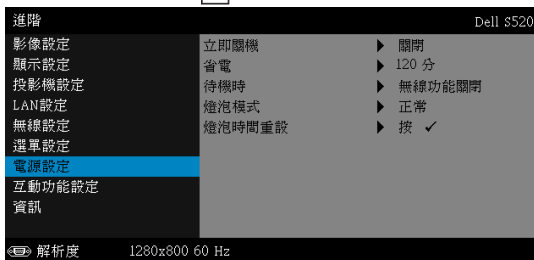 進階 Dell S520
影像設定 立即關機 ▶ 關閉
顯示設定 省電 ▶ 120 分
投影機設定 待機時 ▶ 無線功能關閉
LAN設定 燈泡模式 ▶ 正常
無線設定 燈泡時間重設 ▶ 按 ✓
選單設定
電源設定
互動功能設定
資訊
解析度 1280x800 60 Hz